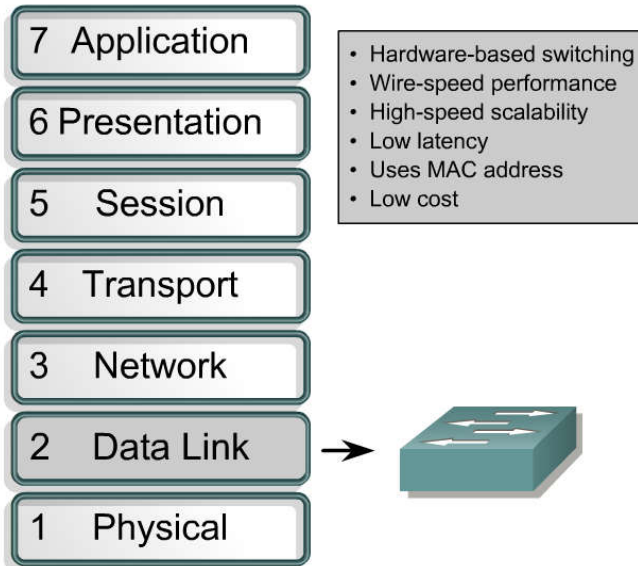 7 Application
6 Presentation
5 Session
4 Transport
3 Network
2 Data Link
1 Physical
• Hardware-based switching
• Wire-speed performance
• High-speed scalability
• Low latency
• Uses MAC address
• Low cost